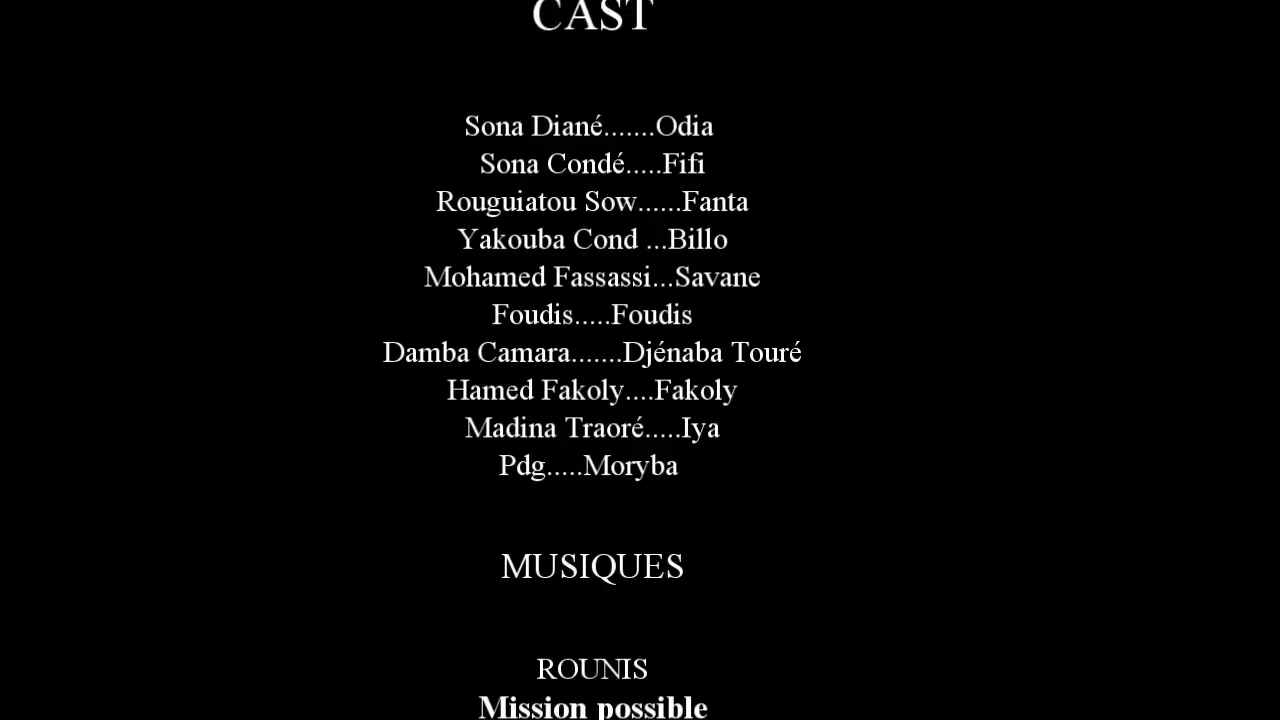 CAST
Sona Diané.......Odia
Sona Condé.....Fifi
Rouguiatou Sow......Fanta
Yakouba Cond ...Billo
Mohamed Fassassi...Savane
Foudis.....Foudis
Damba Camara.......Djénaba Touré
Hamed Fakoly....Fakoly
Madina Traoré.....Iya
Pdg.....Moryba
MUSIQUES
ROUNIS
Mission possible